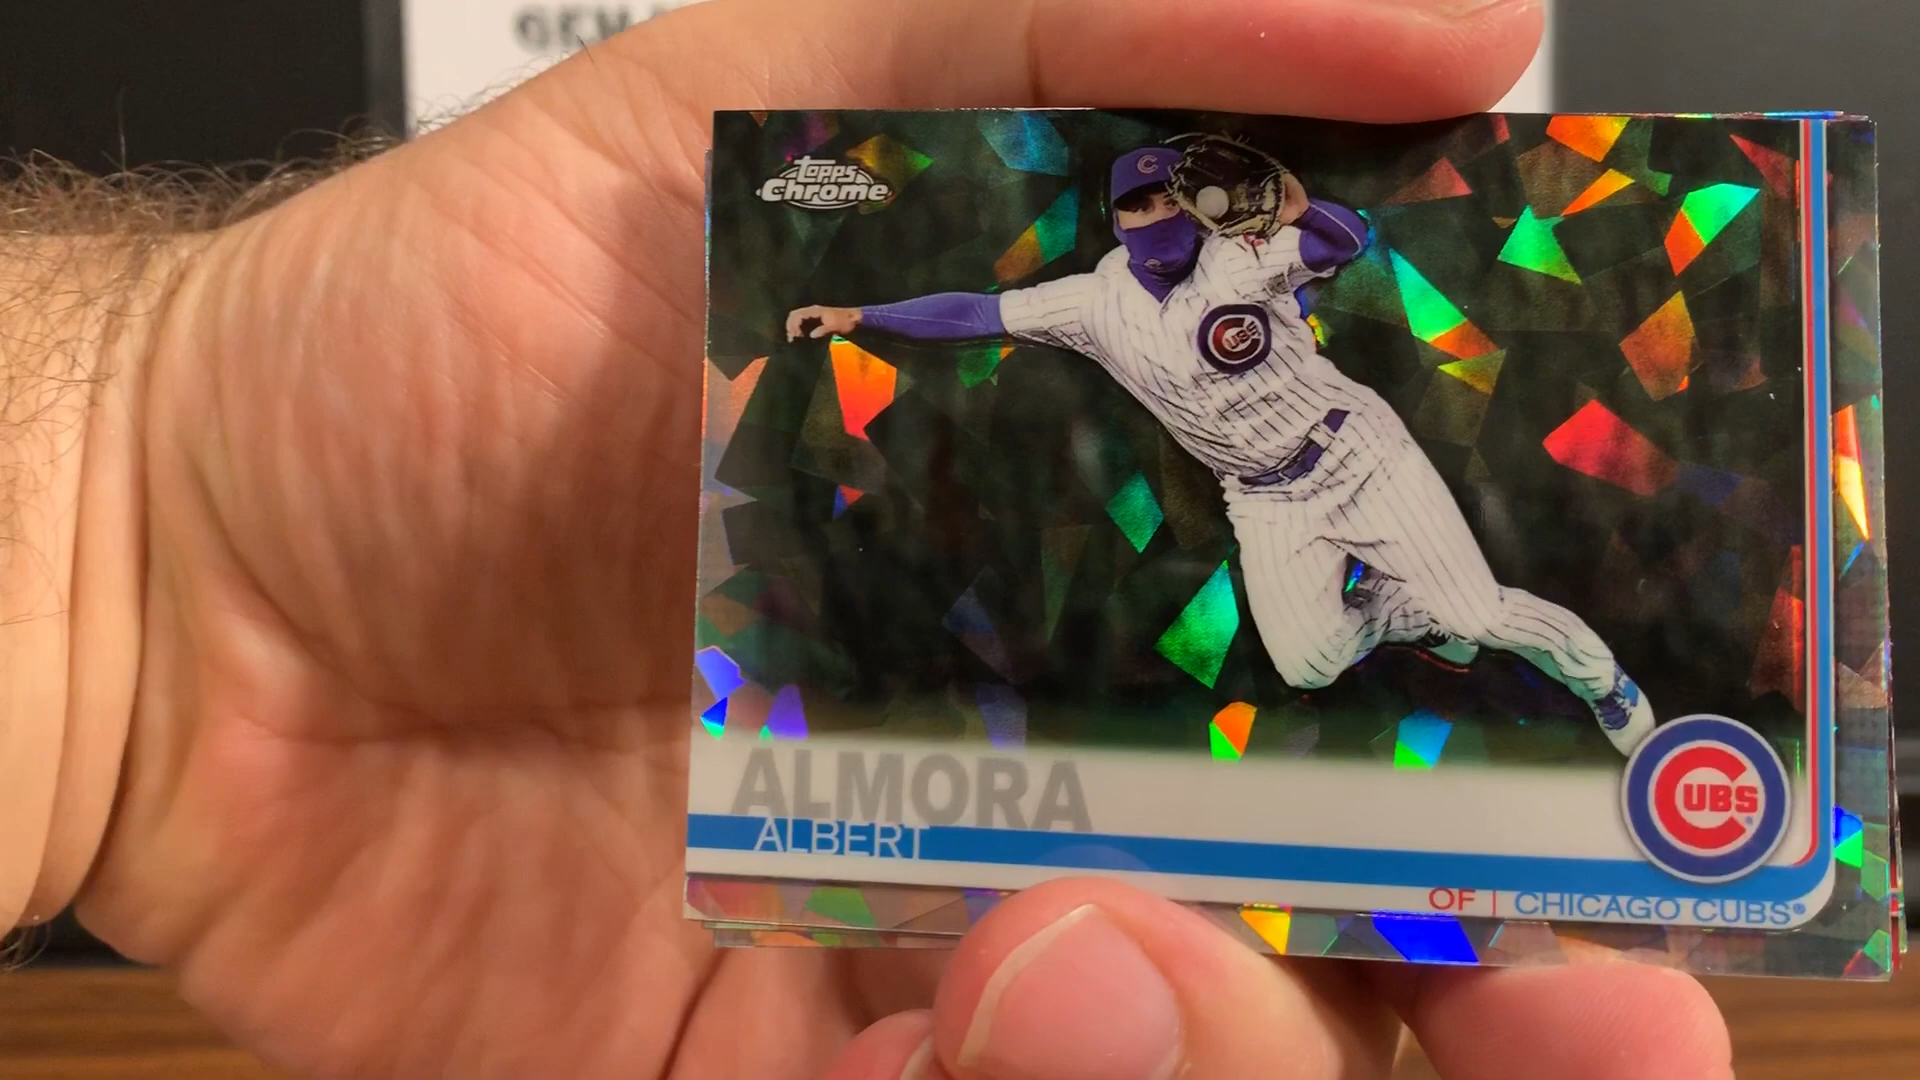 Topps
Chrome
C
CUBS
ALMORA
ALBERT
CUBS
OF | CHICAGO CUBS®